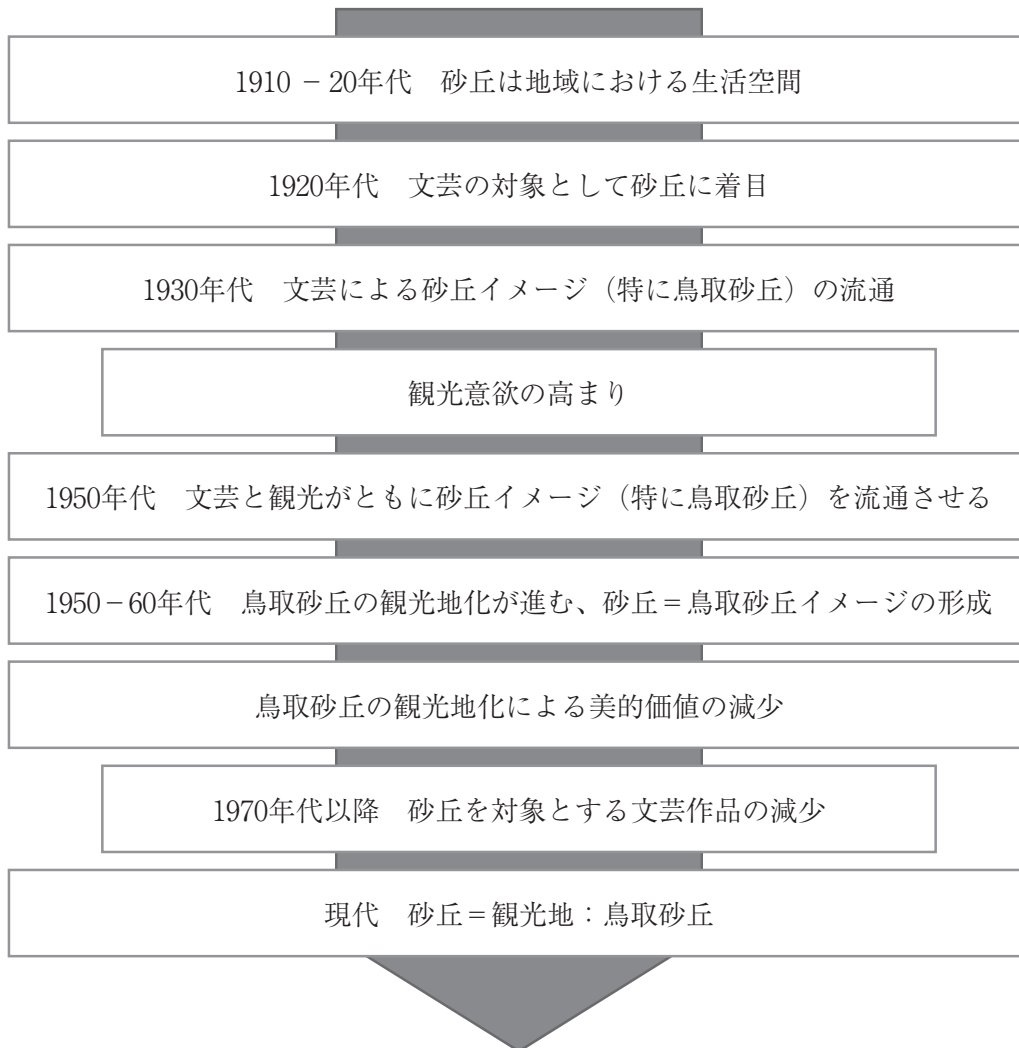 1910－20年代　砂丘は地域における生活空間
1920年代　文芸の対象として砂丘に着目
1930年代　文芸による砂丘イメージ（特に鳥取砂丘）の流通
観光意欲の高まり
1950年代　文芸と観光がともに砂丘イメージ（特に鳥取砂丘）を流通させる
1950－60年代　鳥取砂丘の観光地化が進む、砂丘＝鳥取砂丘イメージの形成
鳥取砂丘の観光地化による美的価値の減少
1970年代以降　砂丘を対象とする文芸作品の減少
現代　砂丘＝観光地：鳥取砂丘